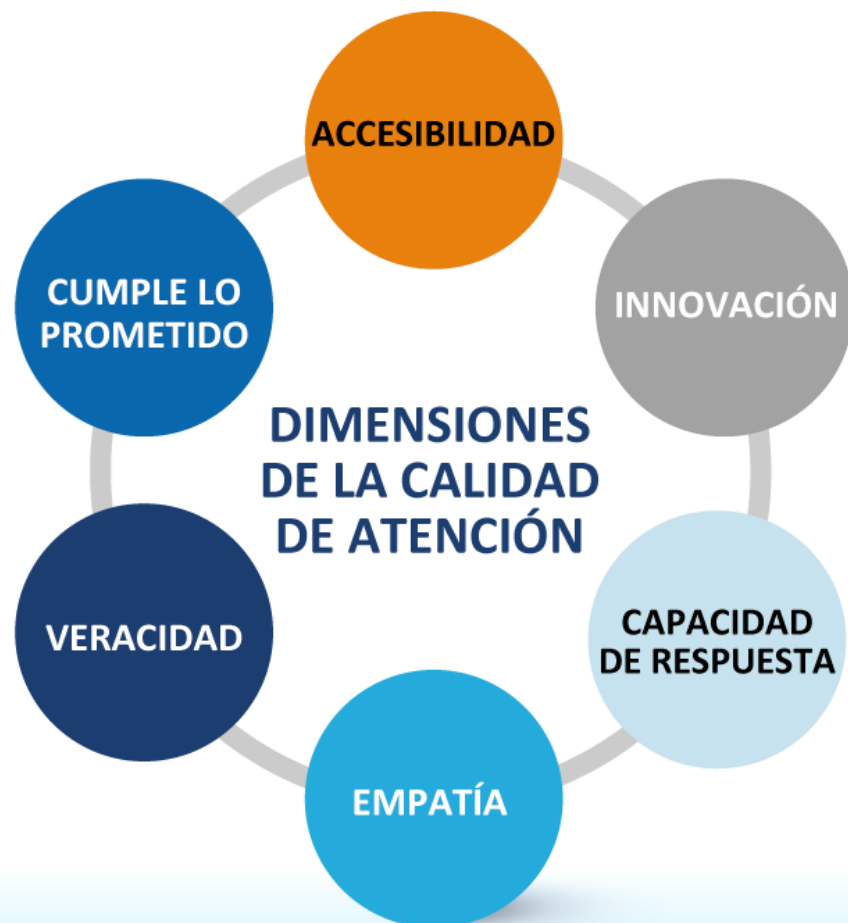 ACCESIBILIDAD
INNOVACIÓN
CAPACIDAD
DE RESPUESTA
EMPATÍA
VERACIDAD
CUMPLE LO
PROMETIDO
DIMENSIONES
DE LA CALIDAD
DE ATENCIÓN